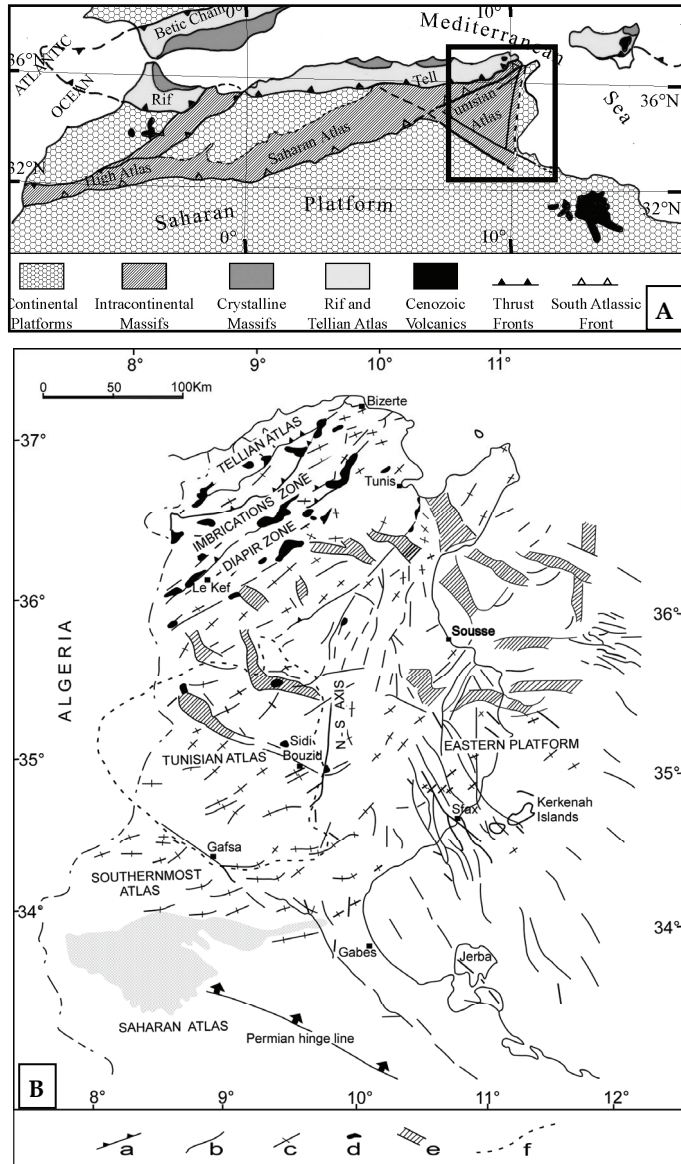 0°
10°
Betic Chain
Mediterranean
36°N
ATLANTIC
OCEAN
Rif
Tell
Tunisian
Atlas
36°N
Sea
32°N
High Atlas
Saharan Atlas
Saharan Platform
32°N
0°
10°
Continental
Platforms
Intracontinental
Massifs
Crystalline
Massifs
Rif and
Tellian Atlas
Cenozoic
Volcanics
Thrust
Fronts
South Atlassic
Front
A
8° 9° 10° 11°
0 50 100Km
Bizerte
37°
TELLIAN ATLAS
Tunis
IMBRICATIONS ZONE
DIAPIR ZONE
Le Kef
36°
36°
ALGERIA
Sousse
N-S AXIS
Sidi
Bouzid
TUNISIAN ATLAS
EASTERN PLATFORM
35°
35°
Sfax
Kerkenah
Islands
Gafsa
SOUTHERNMOST
ATLAS
34°
34°
Gabes
Jerba
SAHARAN ATLAS
Permian hinge line
B
8° 9° 10° 11° 12°
a b c d e f